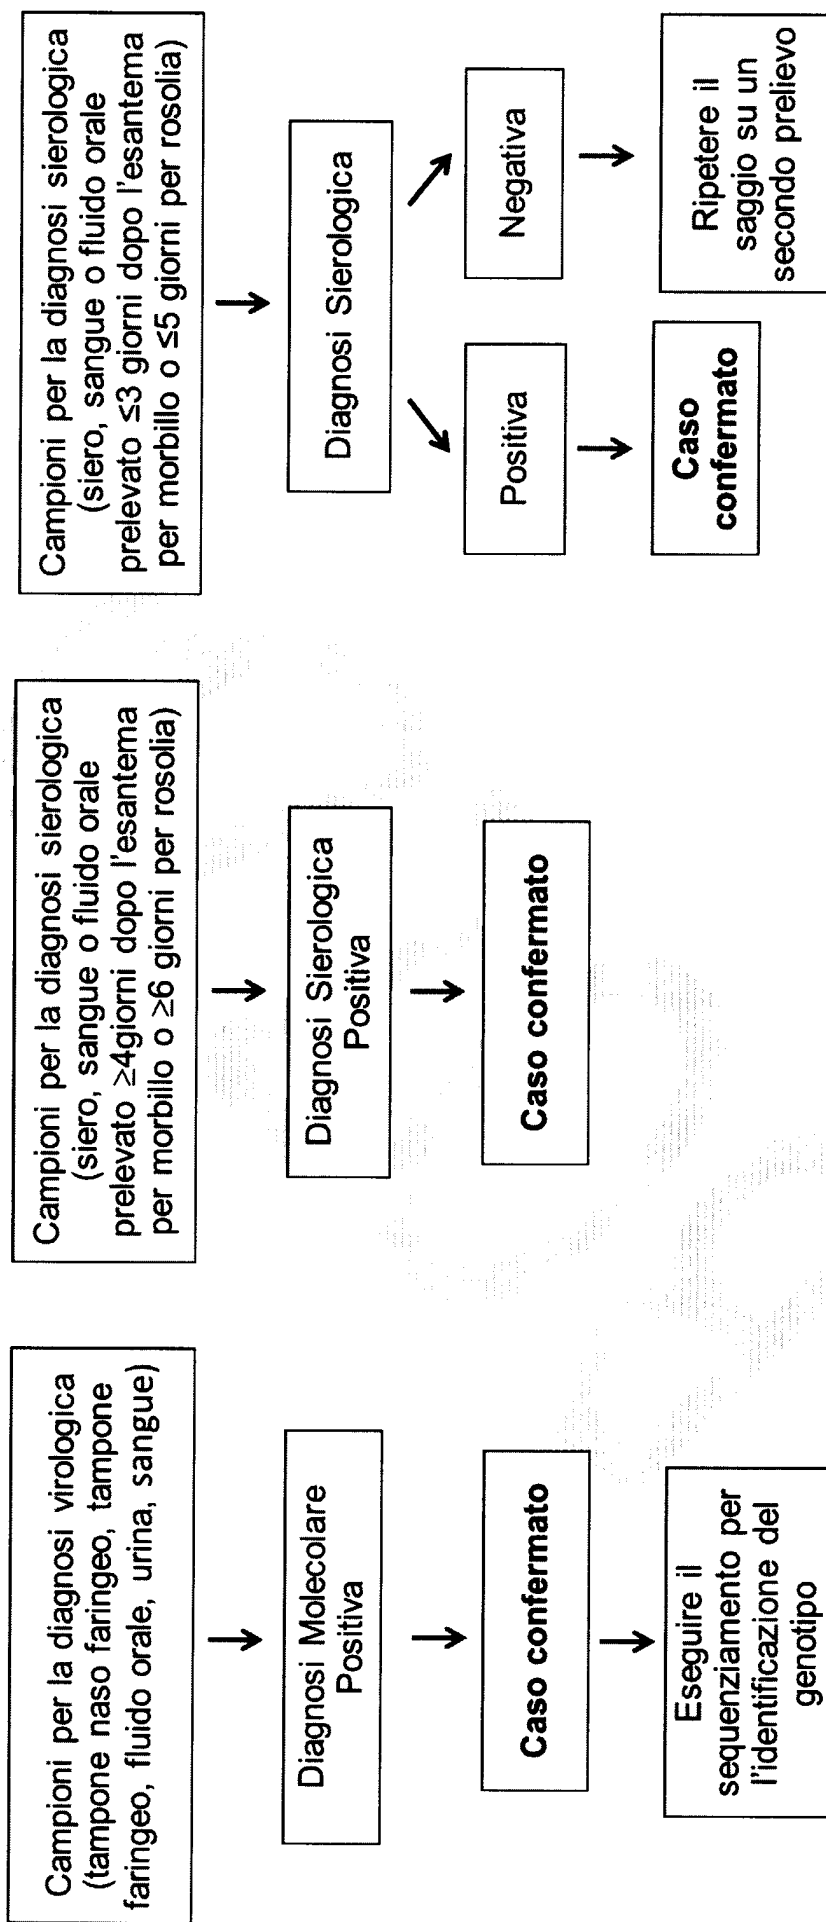 Campioni per la diagnosi virologica
(tampone naso faringeo, tampone
faringeo, fluido orale, urina, sangue)
Diagnosi Molecolare
Positiva
Caso confermato
Eseguire il
sequenziamento per
l'identificazione del
genotipo
Campioni per la diagnosi sierologica
(siero, sangue o fluido orale
prelevato ≥4giorni dopo l'esantema
per morbillo o ≥6 giorni per rosolia)
Diagnosi Sierologica
Positiva
Caso confermato
Campioni per la diagnosi sierologica
(siero, sangue o fluido orale
prelevato ≤3 giorni dopo l'esantema
per morbillo o ≤5 giorni per rosolia)
Diagnosi Sierologica
Positiva
Negativa
Caso
confermato
Ripetere il
saggio su un
secondo prelievo